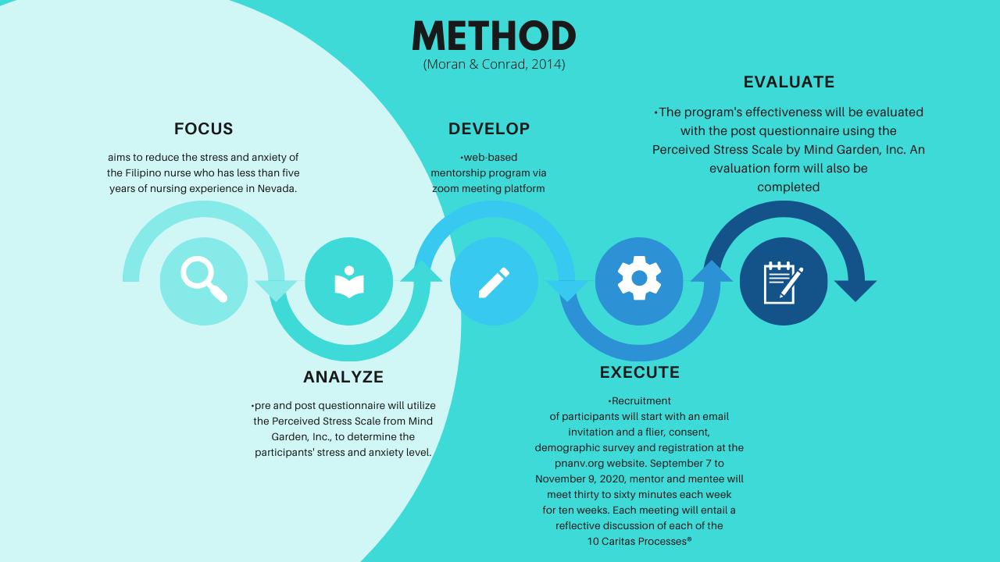 METHOD
(Moran & Conrad, 2014)
FOCUS
aims to reduce the stress and anxiety of
the Filipino nurse who has less than five
years of nursing experience in Nevada.
ANALYZE
•pre and post questionnaire will utilize
the Perceived Stress Scale from Mind
Garden, Inc., to determine the
participants' stress and anxiety level.
DEVELOP
•web-based
mentorship program via
zoom meeting platform
EXECUTE
•Recruitment
of participants will start with an email
invitation and a flier, consent,
demographic survey and registration at the
pnanv.org website. September 7 to
November 9, 2020, mentor and mentee will
meet thirty to sixty minutes each week
for ten weeks. Each meeting will entail a
reflective discussion of each of the
10 Caritas Processes®
EVALUATE
•The program's effectiveness will be evaluated
with the post questionnaire using the
Perceived Stress Scale by Mind Garden, Inc. An
evaluation form will also be
completed